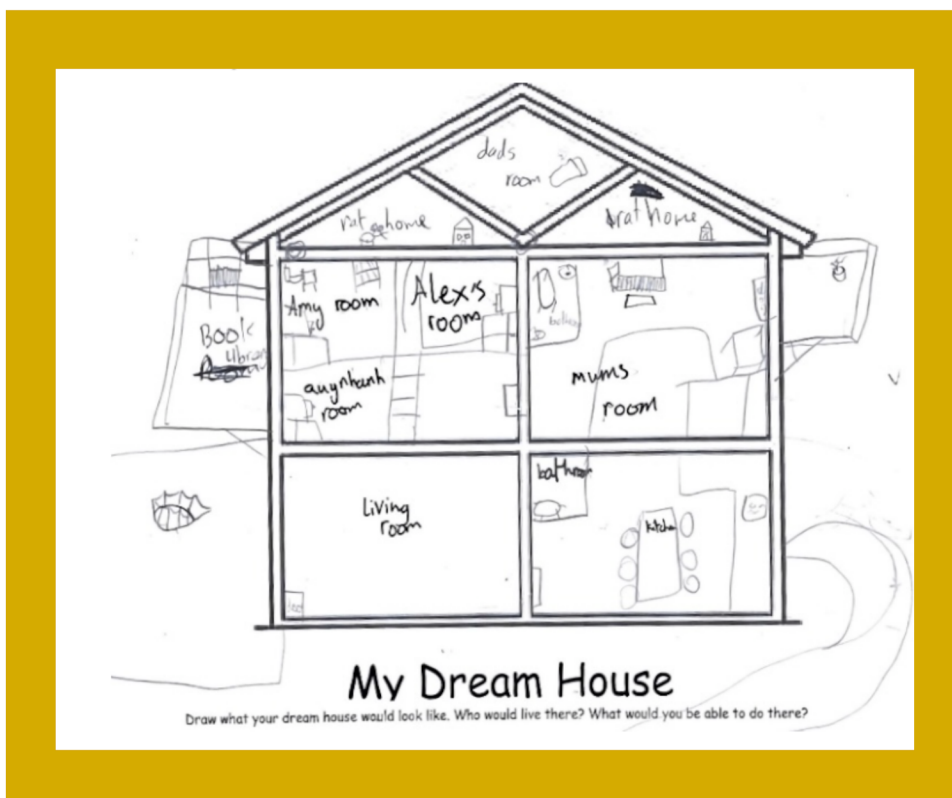 dads
room
rat home
rat home
Amy room
Alex's
room
Book
quynhanh
room
mums
room
Living
room
bathroom
kitchen
My Dream House
Draw what your dream house would look like. Who would live there? What would you be able to do there?